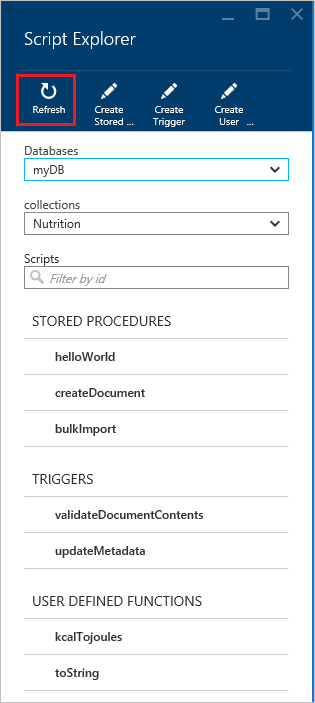 Script Explorer
Refresh
Create
Stored ...
Create
Trigger
Create
User ...
Databases
myDB
collections
Nutrition
Scripts
Filter by id
STORED PROCEDURES
helloWorld
createDocument
bulkImport
TRIGGERS
validateDocumentContents
updateMetadata
USER DEFINED FUNCTIONS
kcalTojoules
toString